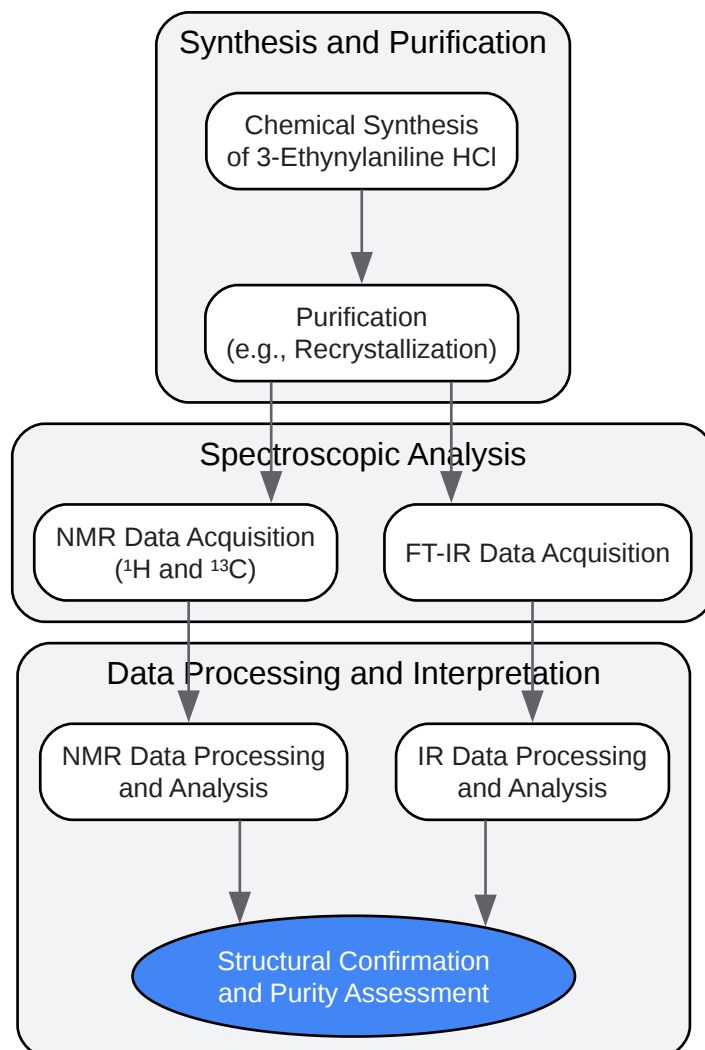 Synthesis and Purification
Chemical Synthesis
of 3-Ethynylaniline HCl
Purification
(e.g., Recrystallization)
Spectroscopic Analysis
NMR Data Acquisition
(¹H and ¹³C)
FT-IR Data Acquisition
Data Processing and Interpretation
NMR Data Processing
and Analysis
IR Data Processing
and Analysis
Structural Confirmation
and Purity Assessment